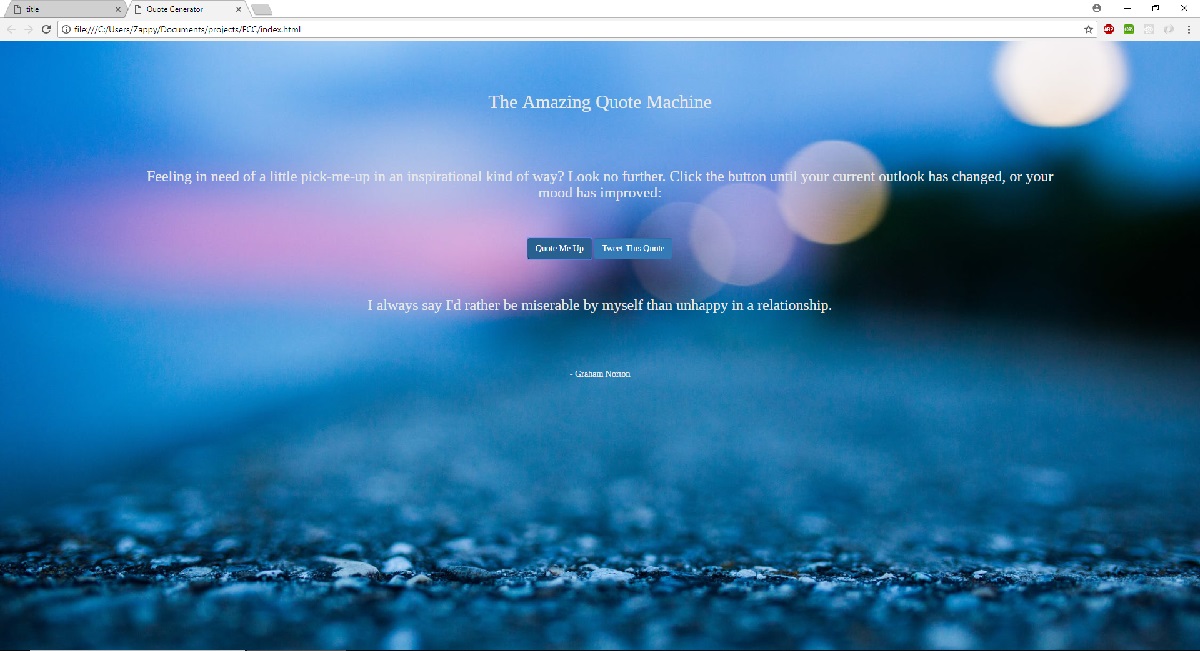 title
Quote Generator
file:///C:/Users/Zappy/Documents/projects/FCC/index.html
ABP
The Amazing Quote Machine
Feeling in need of a little pick-me-up in an inspirational kind of way? Look no further. Click the button until your current outlook has changed, or your
mood has improved:
Quote Me Up Tweet This Quote
I always say I'd rather be miserable by myself than unhappy in a relationship.
- Graham Norton